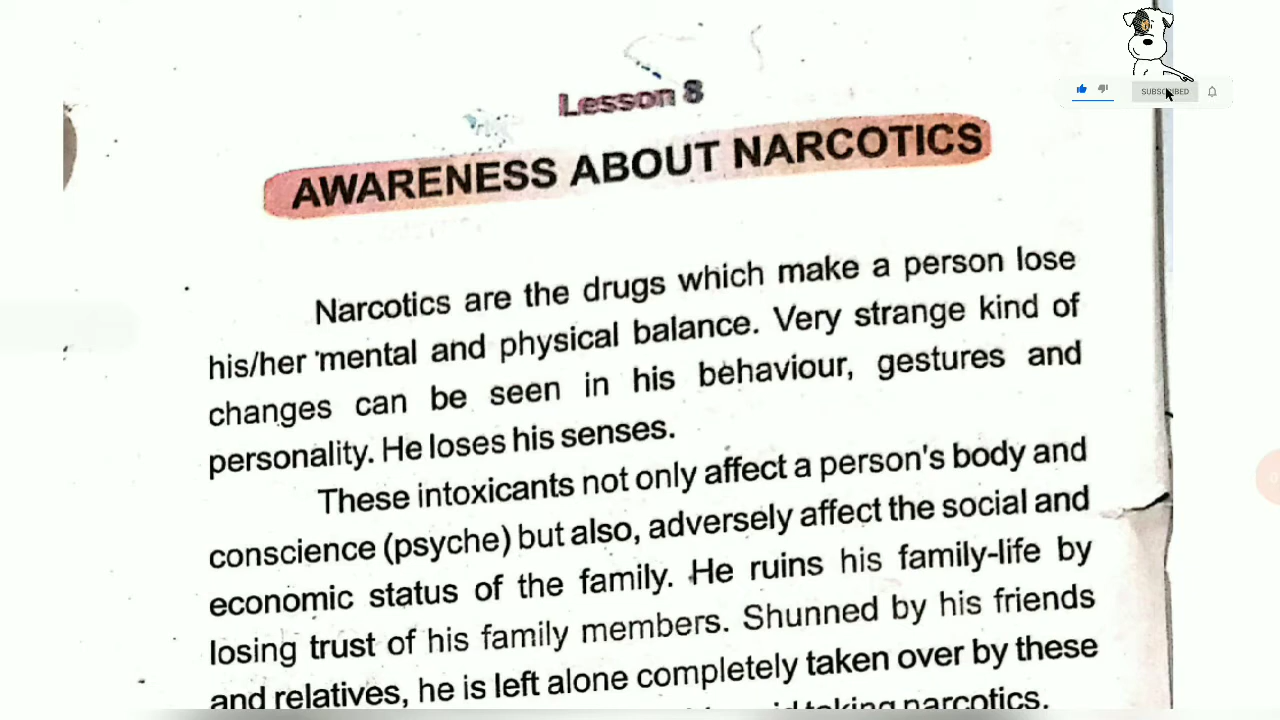 SUBSCRIBED
Lesson 8
AWARENESS ABOUT NARCOTICS
Narcotics are the drugs which make a person lose
his/her mental and physical balance. Very strange kind of
changes can be seen in his behaviour, gestures and
personality. He loses his senses.
These intoxicants not only affect a person's body and
conscience (psyche) but also, adversely affect the social and
economic status of the family. He ruins his family-life by
losing trust of his family members. Shunned by his friends
and relatives, he is left alone completely taken over by these
taking narcotics.